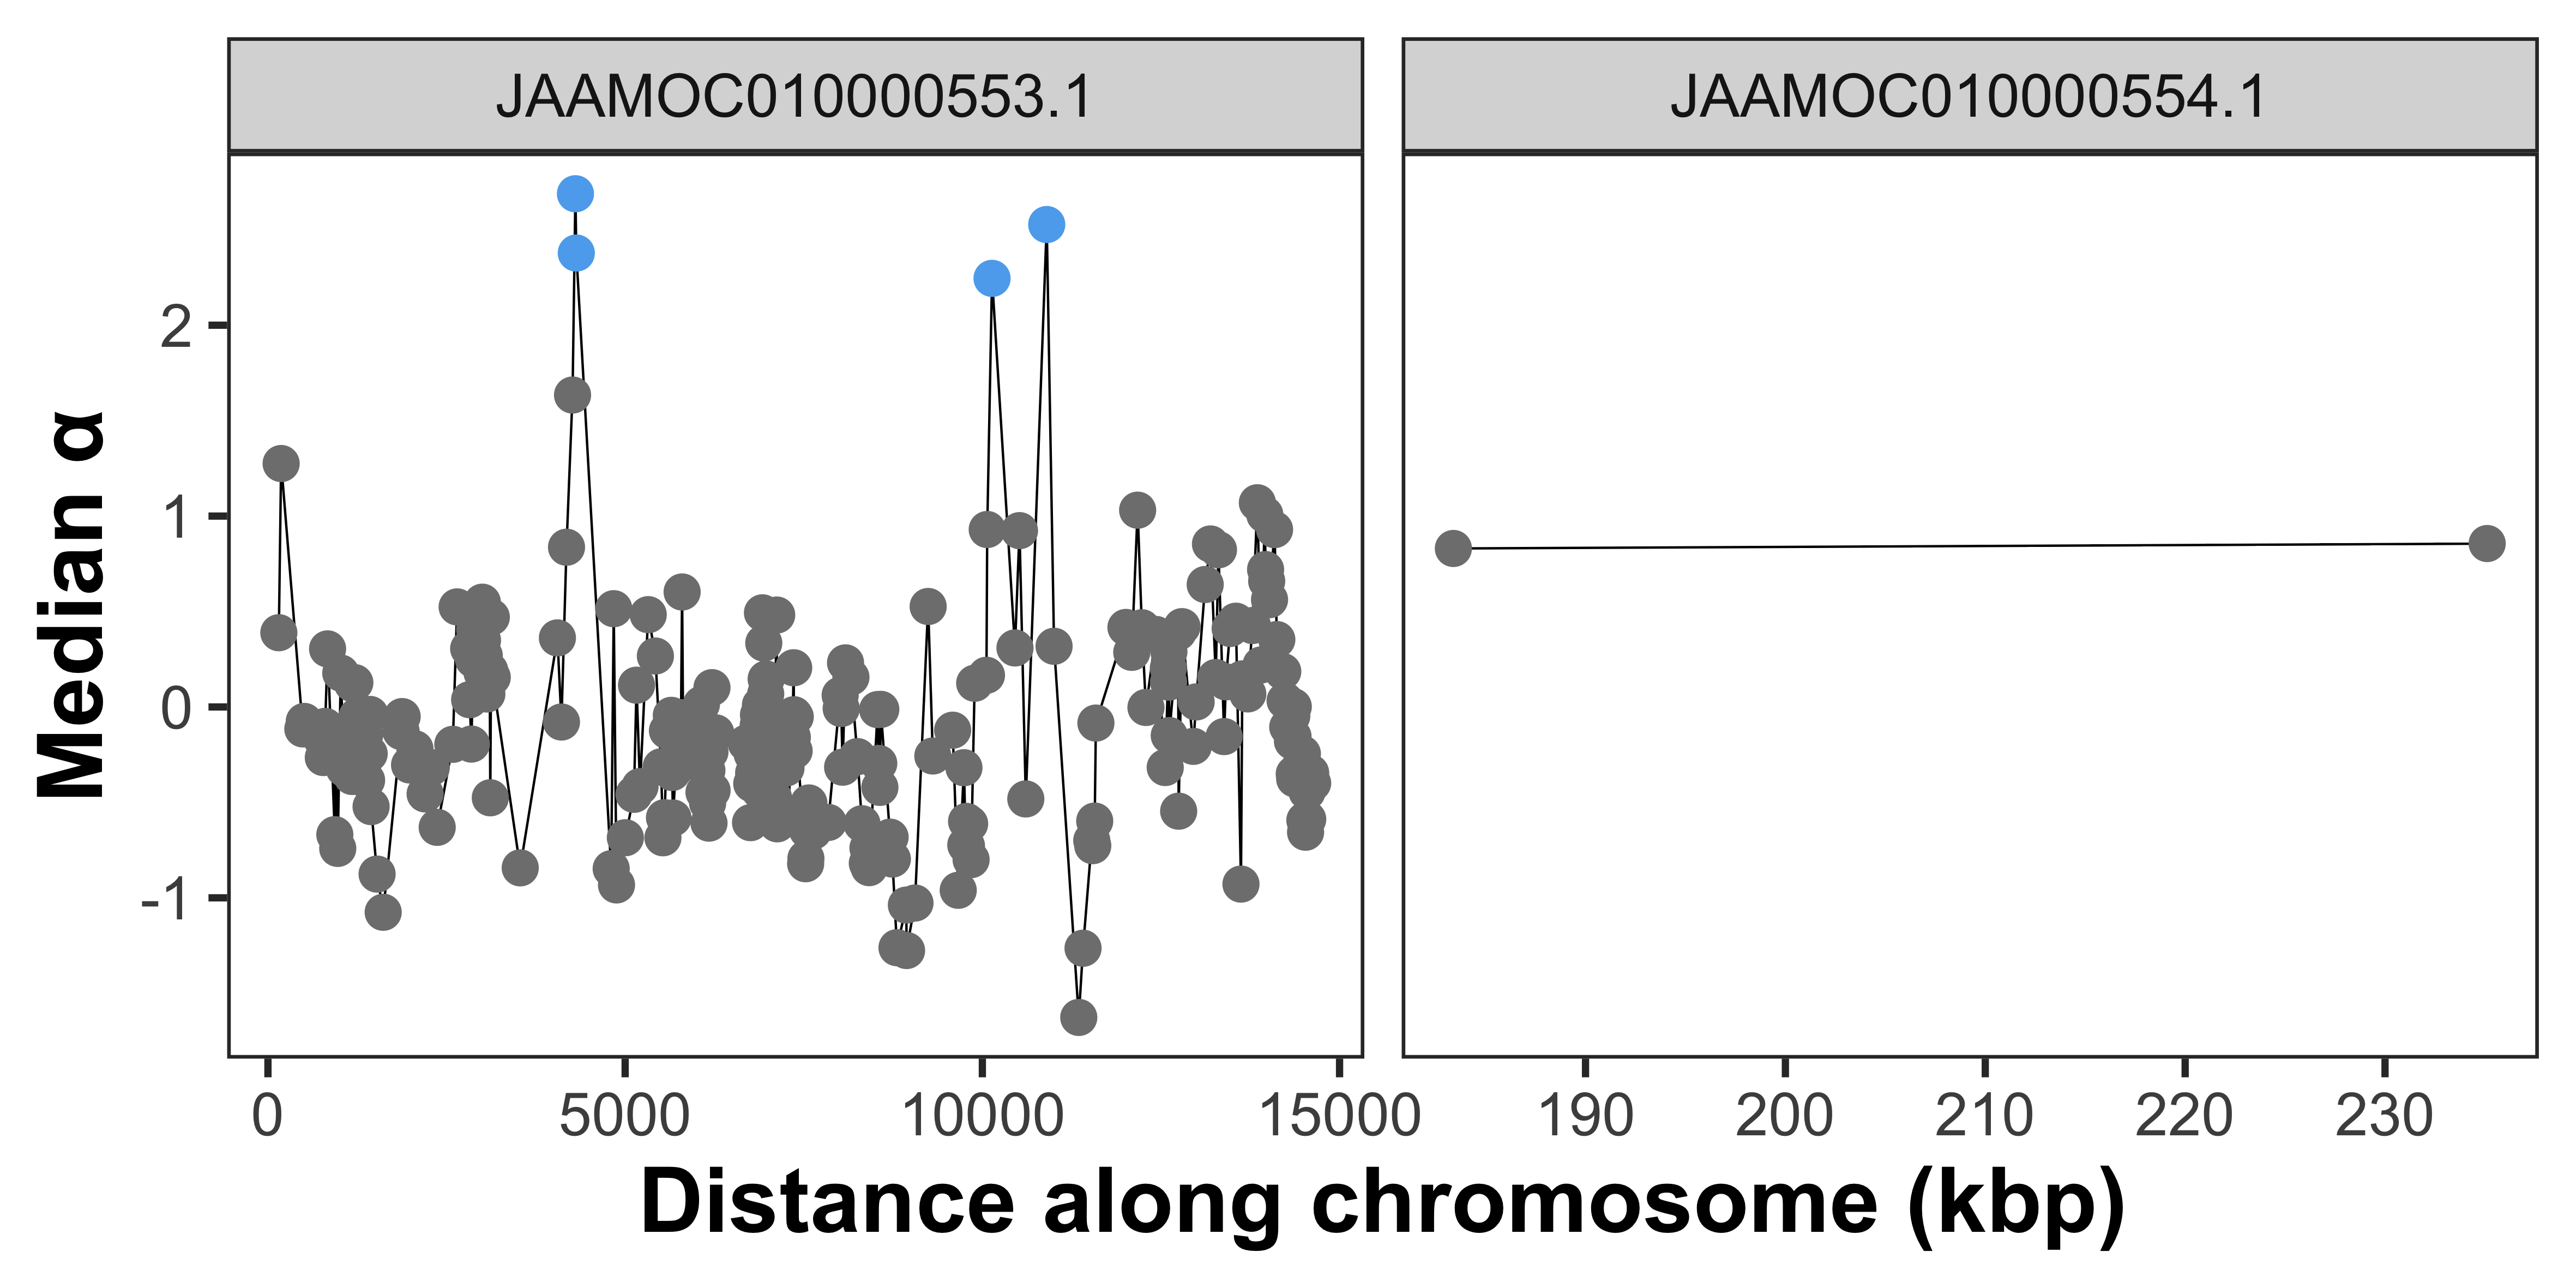 JAAMOC010000553.1
JAAMOC010000554.1
Median α
2
1
0
-1
0 5000 10000 15000
190 200 210 220 230
Distance along chromosome (kbp)